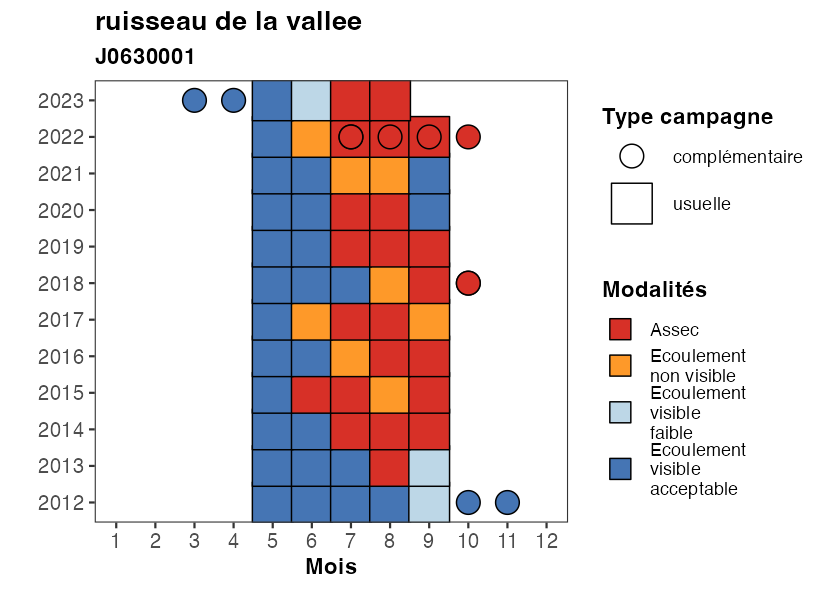 ruisseau de la vallee
J0630001
2023
2022
2021
2020
2019
2018
2017
2016
2015
2014
2013
2012
1 2 3 4 5 6 7 8 9 10 11 12
Mois
Type campagne
complémentaire
usuelle
Modalités
Assec
Ecoulement
non visible
Ecoulement
visible
faible
Ecoulement
visible
acceptable